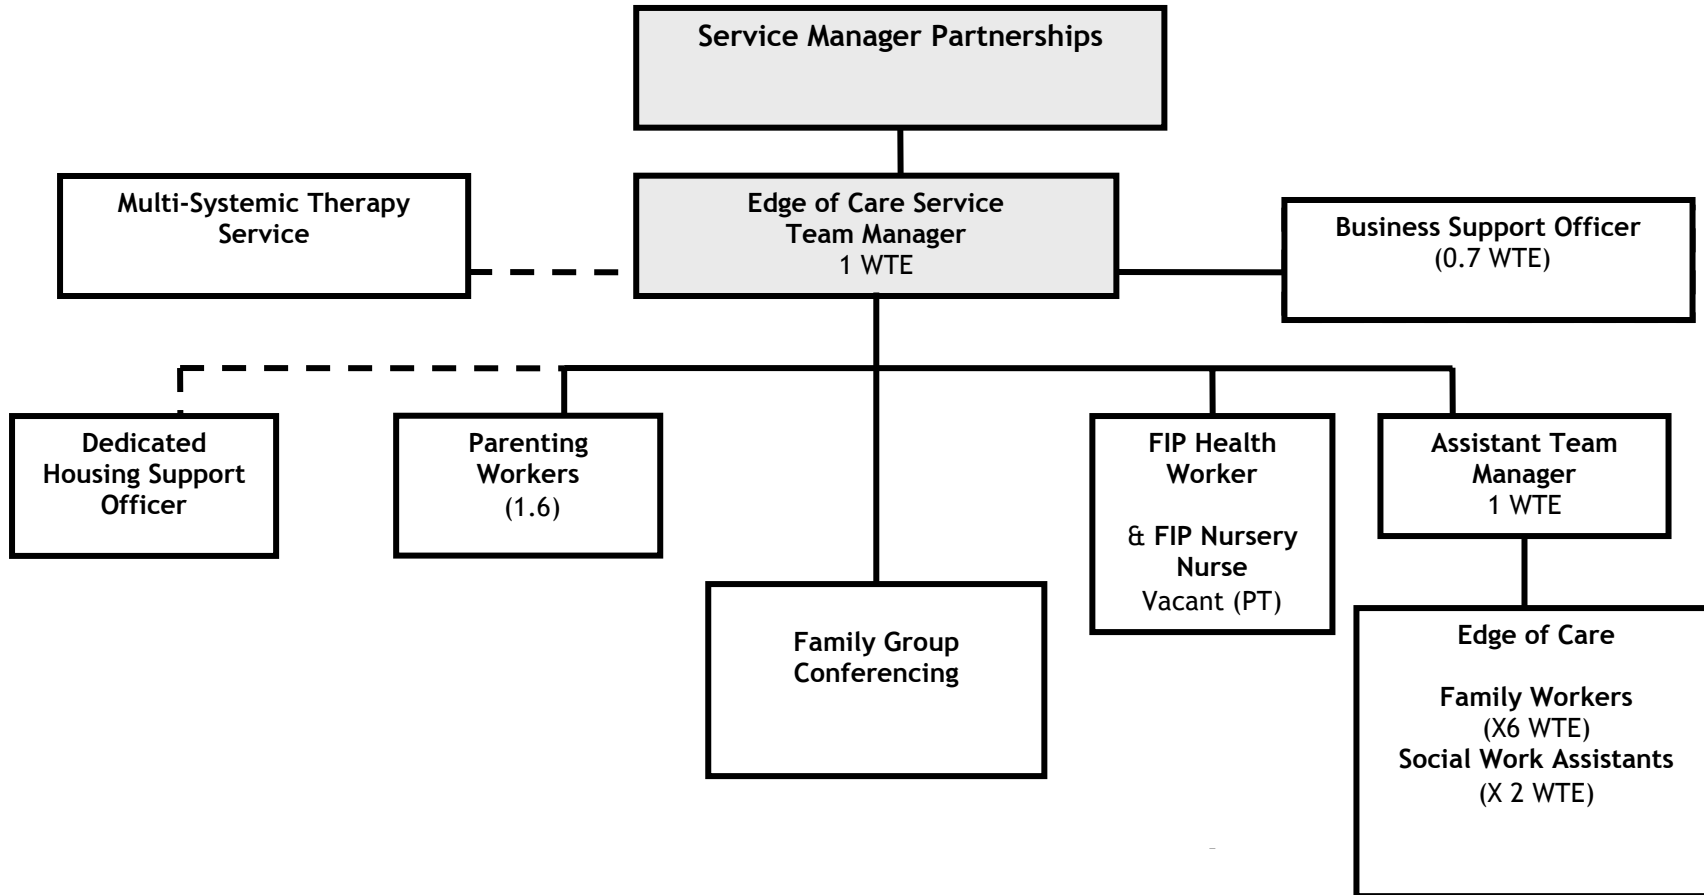 Service Manager Partnerships
Multi-Systemic Therapy
Service
Edge of Care Service
Team Manager
1 WTE
Business Support Officer
(0.7 WTE)
Dedicated
Housing Support
Officer
Parenting
Workers
(1.6)
Family Group
Conferencing
FIP Health
Worker
& FIP Nursery
Nurse
Vacant (PT)
Assistant Team
Manager
1 WTE
Edge of Care
Family Workers
(X6 WTE)
Social Work Assistants
(X 2 WTE)